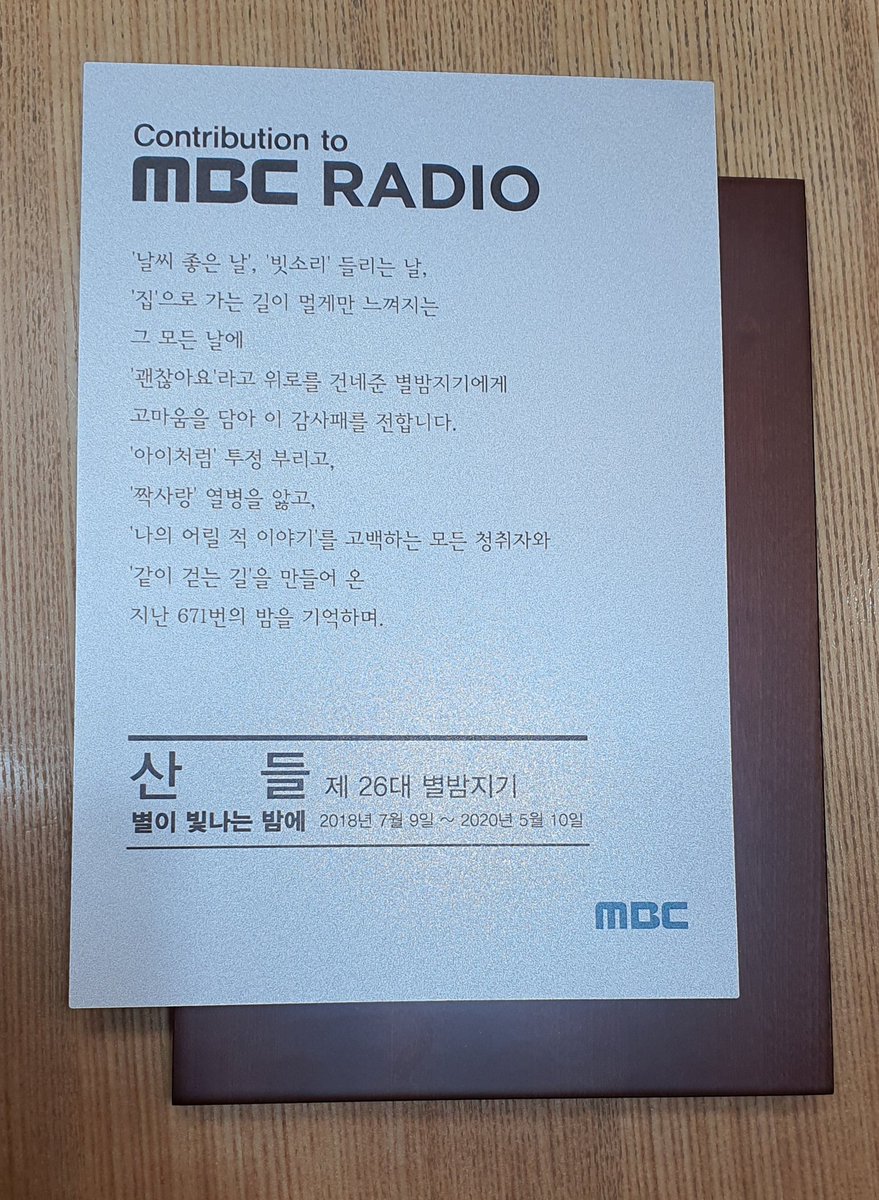 Contribution to
MBC RADIO
'날씨 좋은 날', '빗소리' 들리는 날,
'집'으로 가는 길이 멀게만 느껴지는
그 모든 날에
'괜찮아요'라고 위로를 건네준 별밤지기에게
고마움을 담아 이 감사패를 전합니다.
'아이처럼' 투정 부리고,
'짝사랑' 열병을 앓고,
'나의 어릴 적 이야기'를 고백하는 모든 청취자와
'같이 걷는 길'을 만들어 온
지난 671번의 밤을 기억하며.
산 들 제 26대 별밤지기
별이 빛나는 밤에 2018년 7월 9일 ~ 2020년 5월 10일
MBC